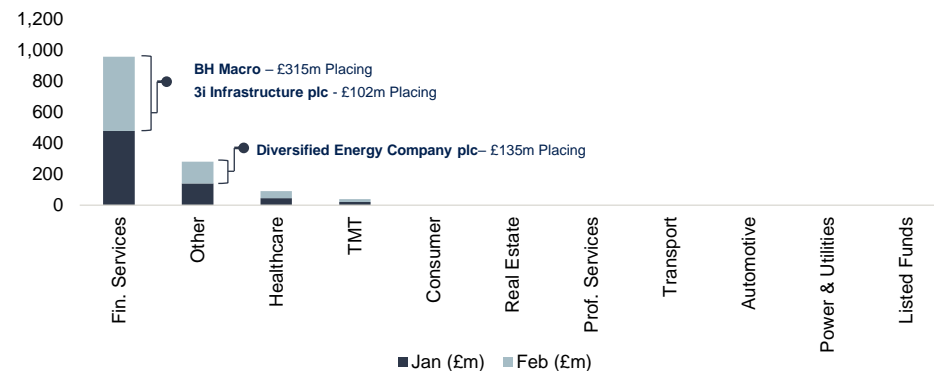 1,200
1,000
800
600
400
200
0
BH Macro – £315m Placing
3i Infrastructure plc - £102m Placing
Diversified Energy Company plc– £135m Placing
Fin. Services
Other
Healthcare
TMT
Consumer
Real Estate
Prof. Services
Transport
Automotive
Power & Utilities
Listed Funds
Jan (£m) Feb (£m)